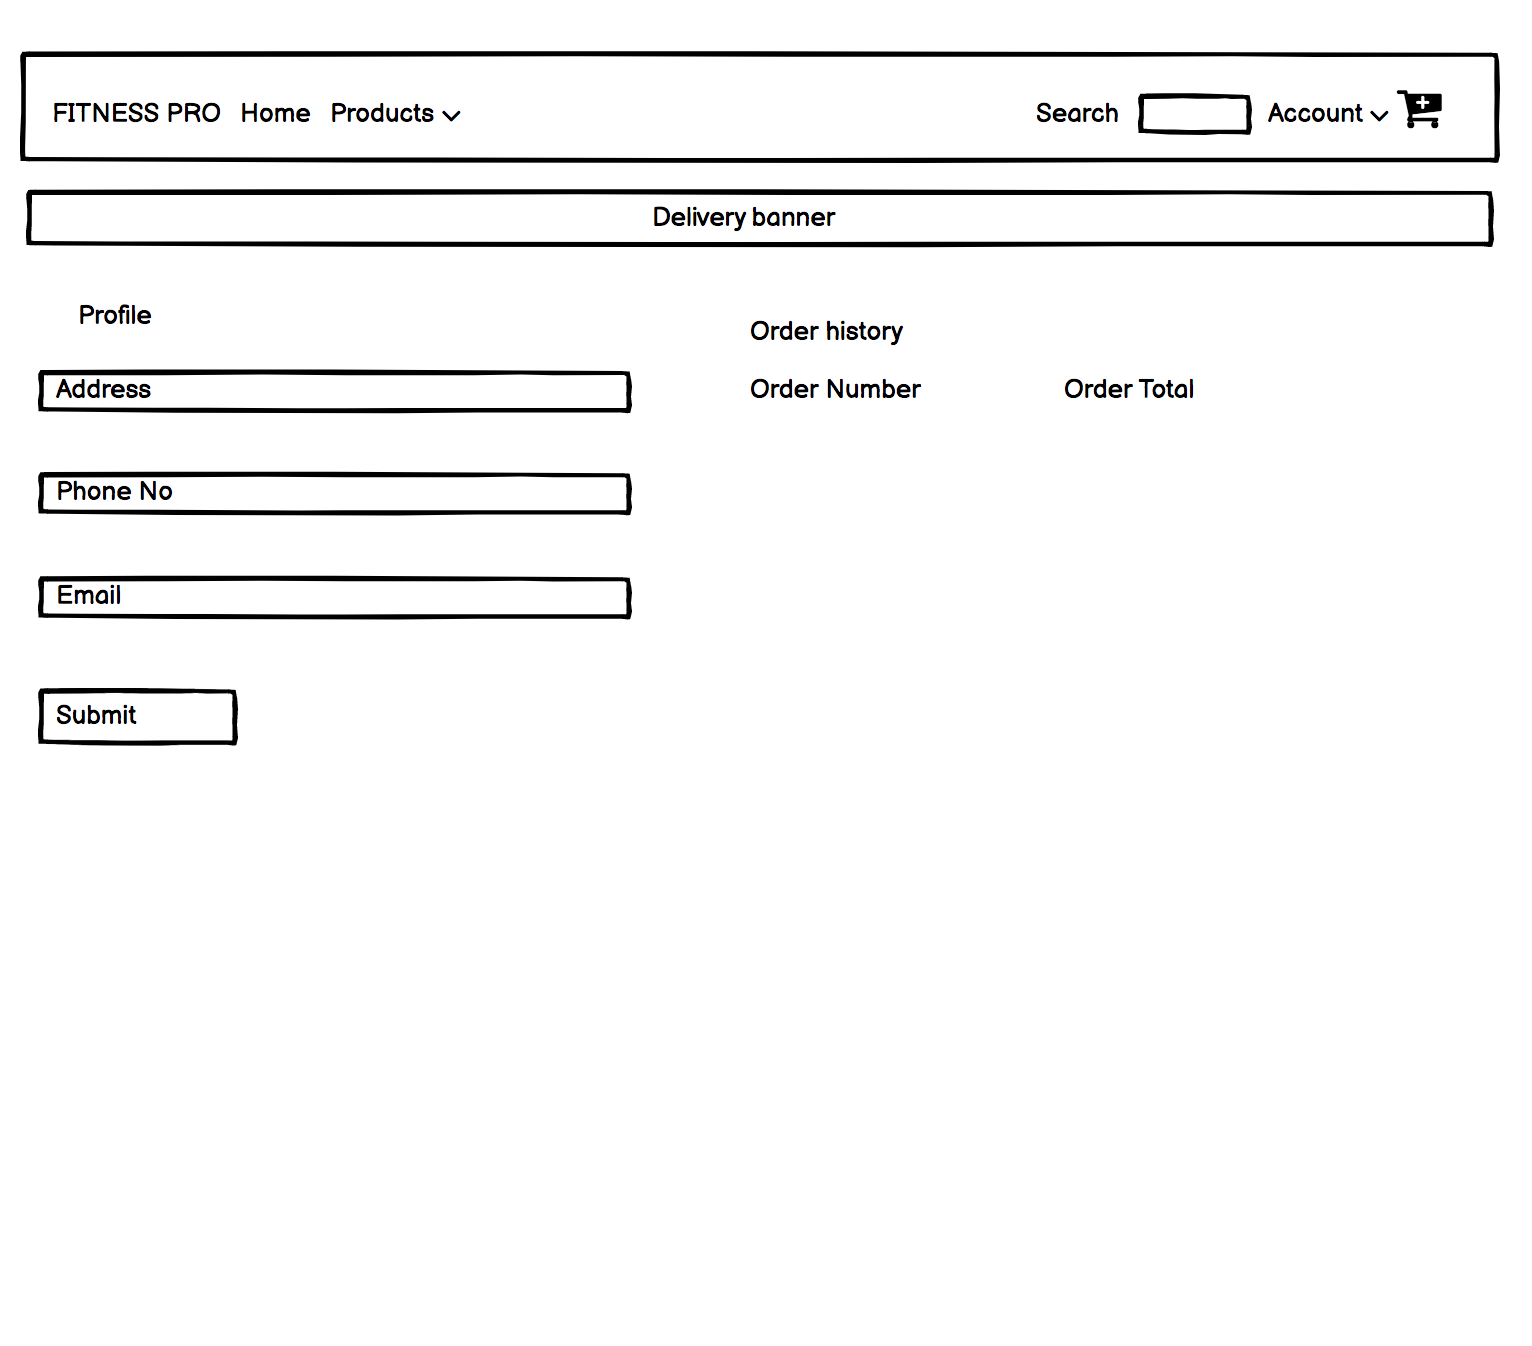 FITNESS PRO Home Products Search Account
Delivery banner
Profile
Address
Phone No
Email
Submit
Order history
Order Number Order Total